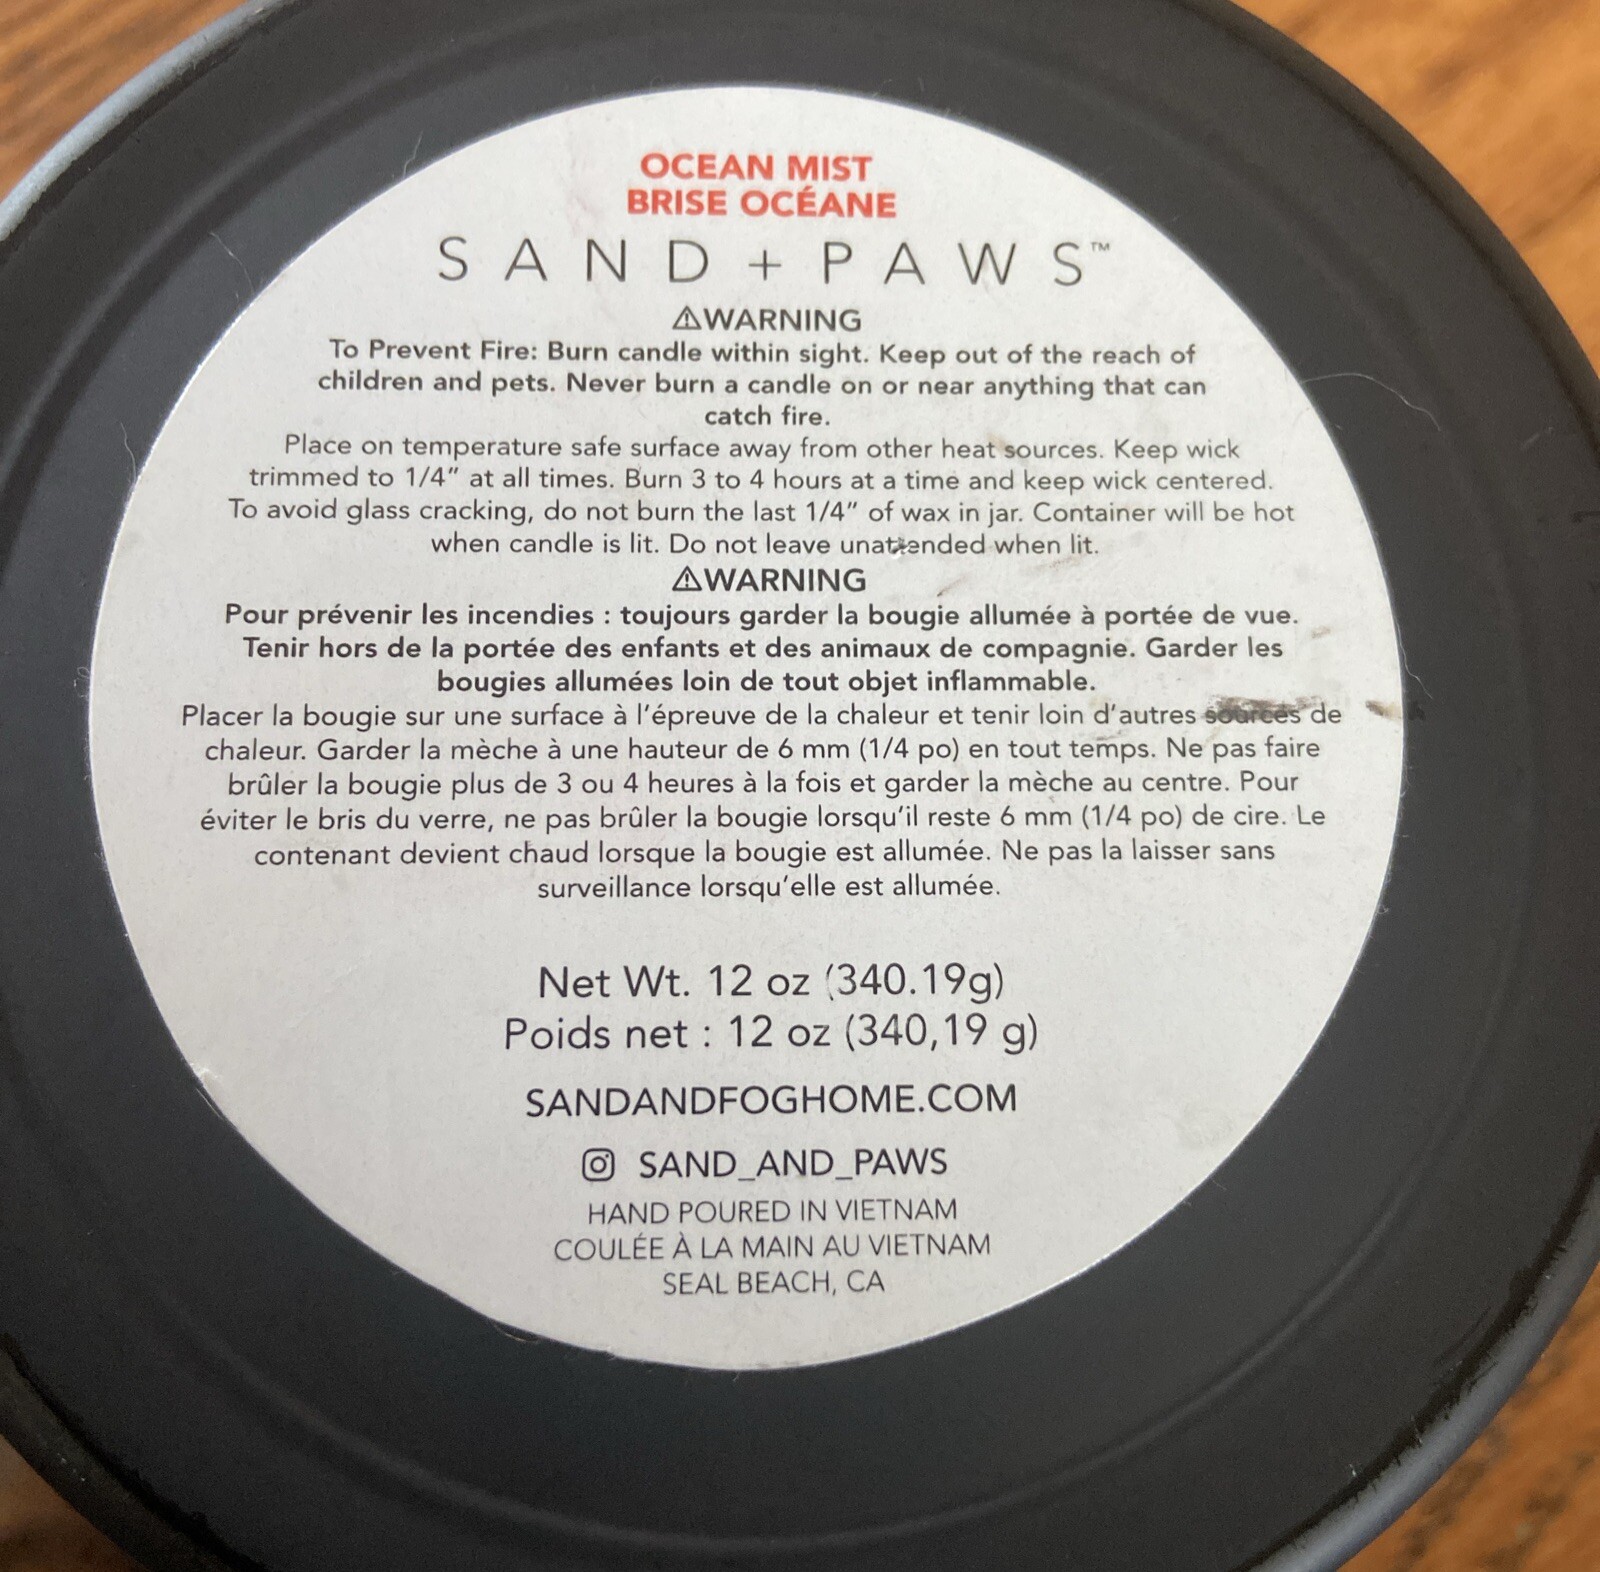 OCEAN MIST
BRISE OCÉANE
SAND + PAWS™
⚠WARNING
To Prevent Fire: Burn candle within sight. Keep out of the reach of
children and pets. Never burn a candle on or near anything that can
catch fire.
Place on temperature safe surface away from other heat sources. Keep wick
trimmed to 1/4” at all times. Burn 3 to 4 hours at a time and keep wick centered.
To avoid glass cracking, do not burn the last 1/4” of wax in jar. Container will be hot
when candle is lit. Do not leave unattended when lit.
⚠WARNING
Pour prévenir les incendies : toujours garder la bougie allumée à portée de vue.
Tenir hors de la portée des enfants et des animaux de compagnie. Garder les
bougies allumées loin de tout objet inflammable.
Placer la bougie sur une surface à l’épreuve de la chaleur et tenir loin d’autres sources de
chaleur. Garder la mèche à une hauteur de 6 mm (1/4 po) en tout temps. Ne pas faire
brûler la bougie plus de 3 ou 4 heures à la fois et garder la mèche au centre. Pour
éviter le bris du verre, ne pas brûler la bougie lorsqu’il reste 6 mm (1/4 po) de cire. Le
contenant devient chaud lorsque la bougie est allumée. Ne pas la laisser sans
surveillance lorsqu’elle est allumée.
Net Wt. 12 oz (340.19g)
Poids net : 12 oz (340,19 g)
SANDANDFOGHOME.COM
SAND_AND_PAWS
HAND POURED IN VIETNAM
COULÉE À LA MAIN AU VIETNAM
SEAL BEACH, CA